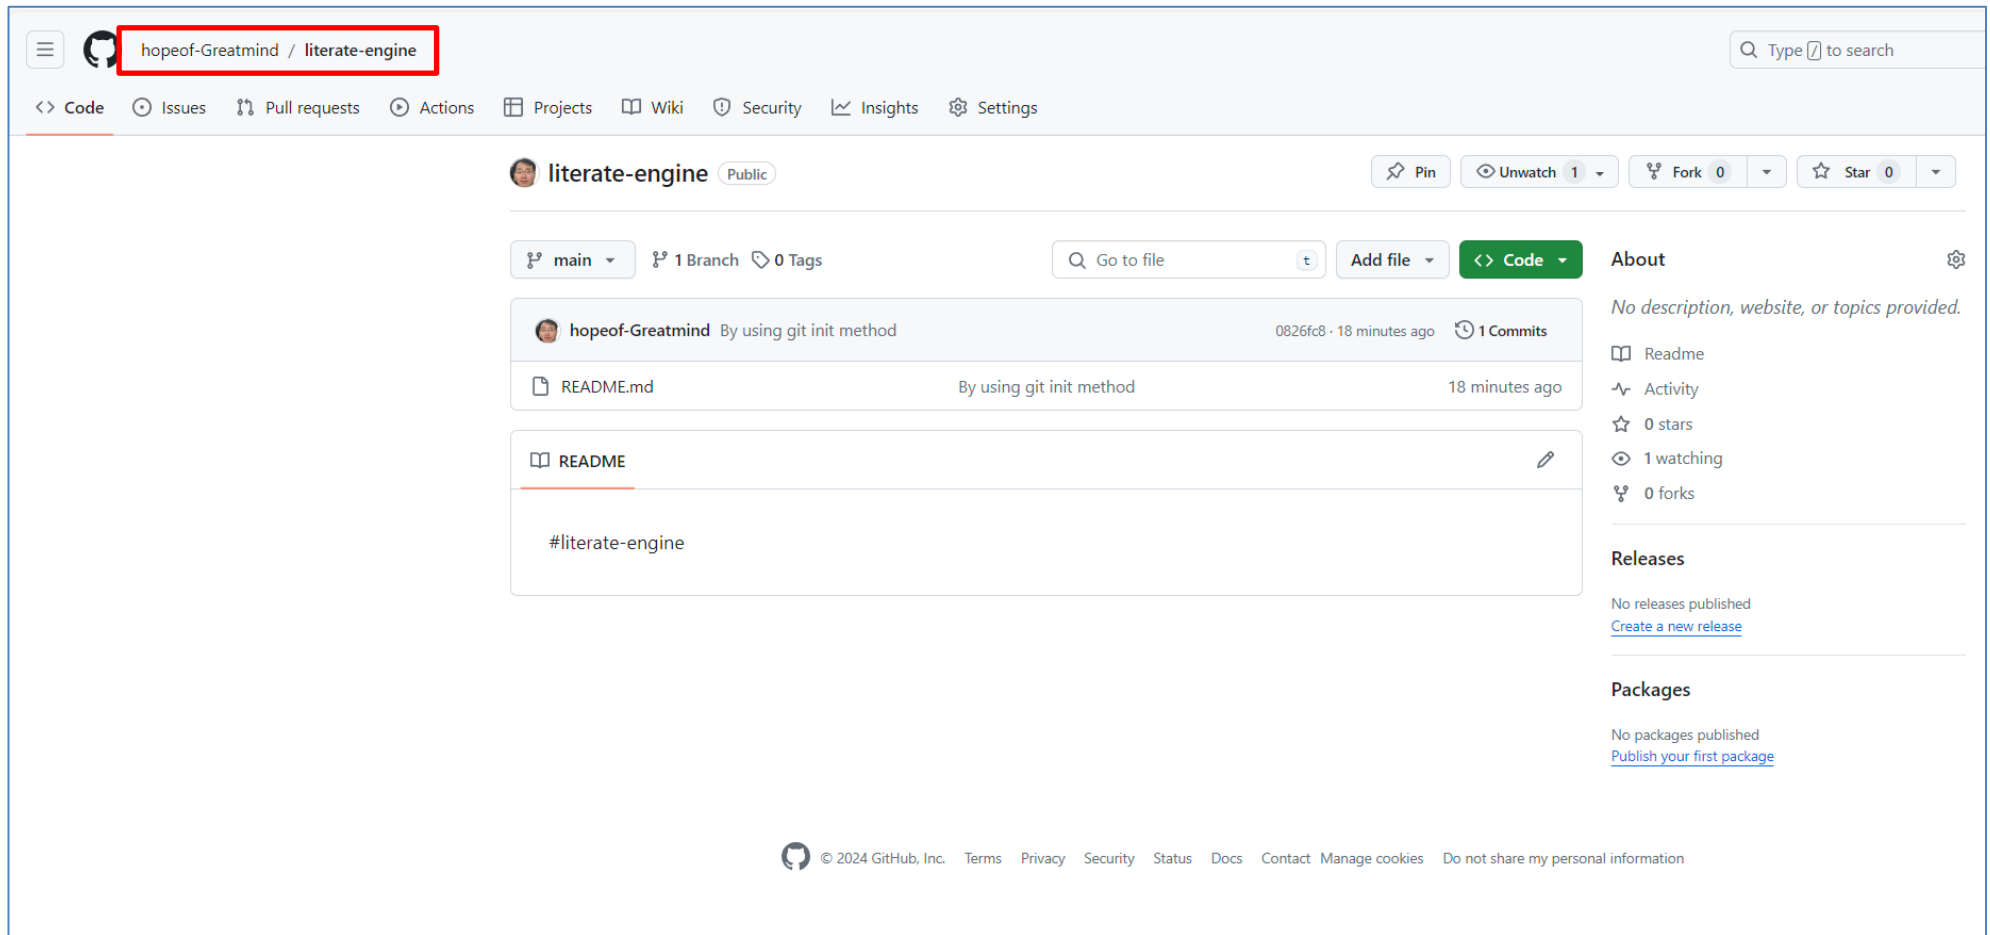 hopeof-Greatmind / literate-engine
Type / to search
Code Issues Pull requests Actions Projects Wiki Security Insights Settings
literate-engine Public
Pin Unwatch 1 Fork 0 Star 0
main 1 Branch 0 Tags Go to file t Add file Code
hopeof-Greatmind By using git init method 0826fc8 · 18 minutes ago 1 Commits
README.md By using git init method 18 minutes ago
README
#literate-engine
About
No description, website, or topics provided.
Readme
Activity
0 stars
1 watching
0 forks
Releases
No releases published
Create a new release
Packages
No packages published
Publish your first package
© 2024 GitHub, Inc. Terms Privacy Security Status Docs Contact Manage cookies Do not share my personal information